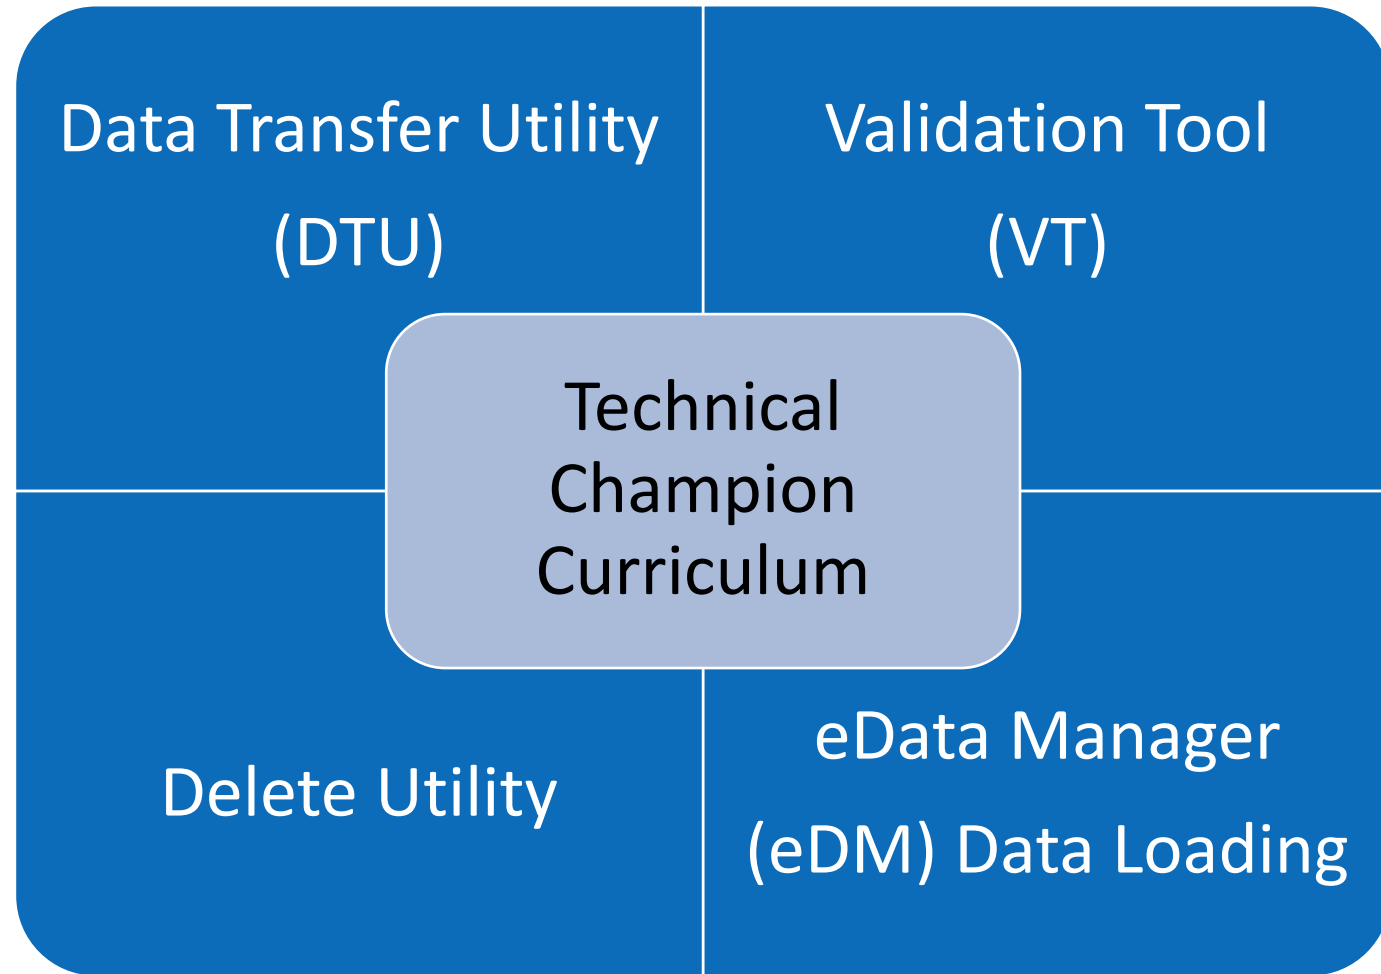 Data Transfer Utility
(DTU)
Validation Tool
(VT)
Technical
Champion
Curriculum
Delete Utility
eData Manager
(eDM) Data Loading